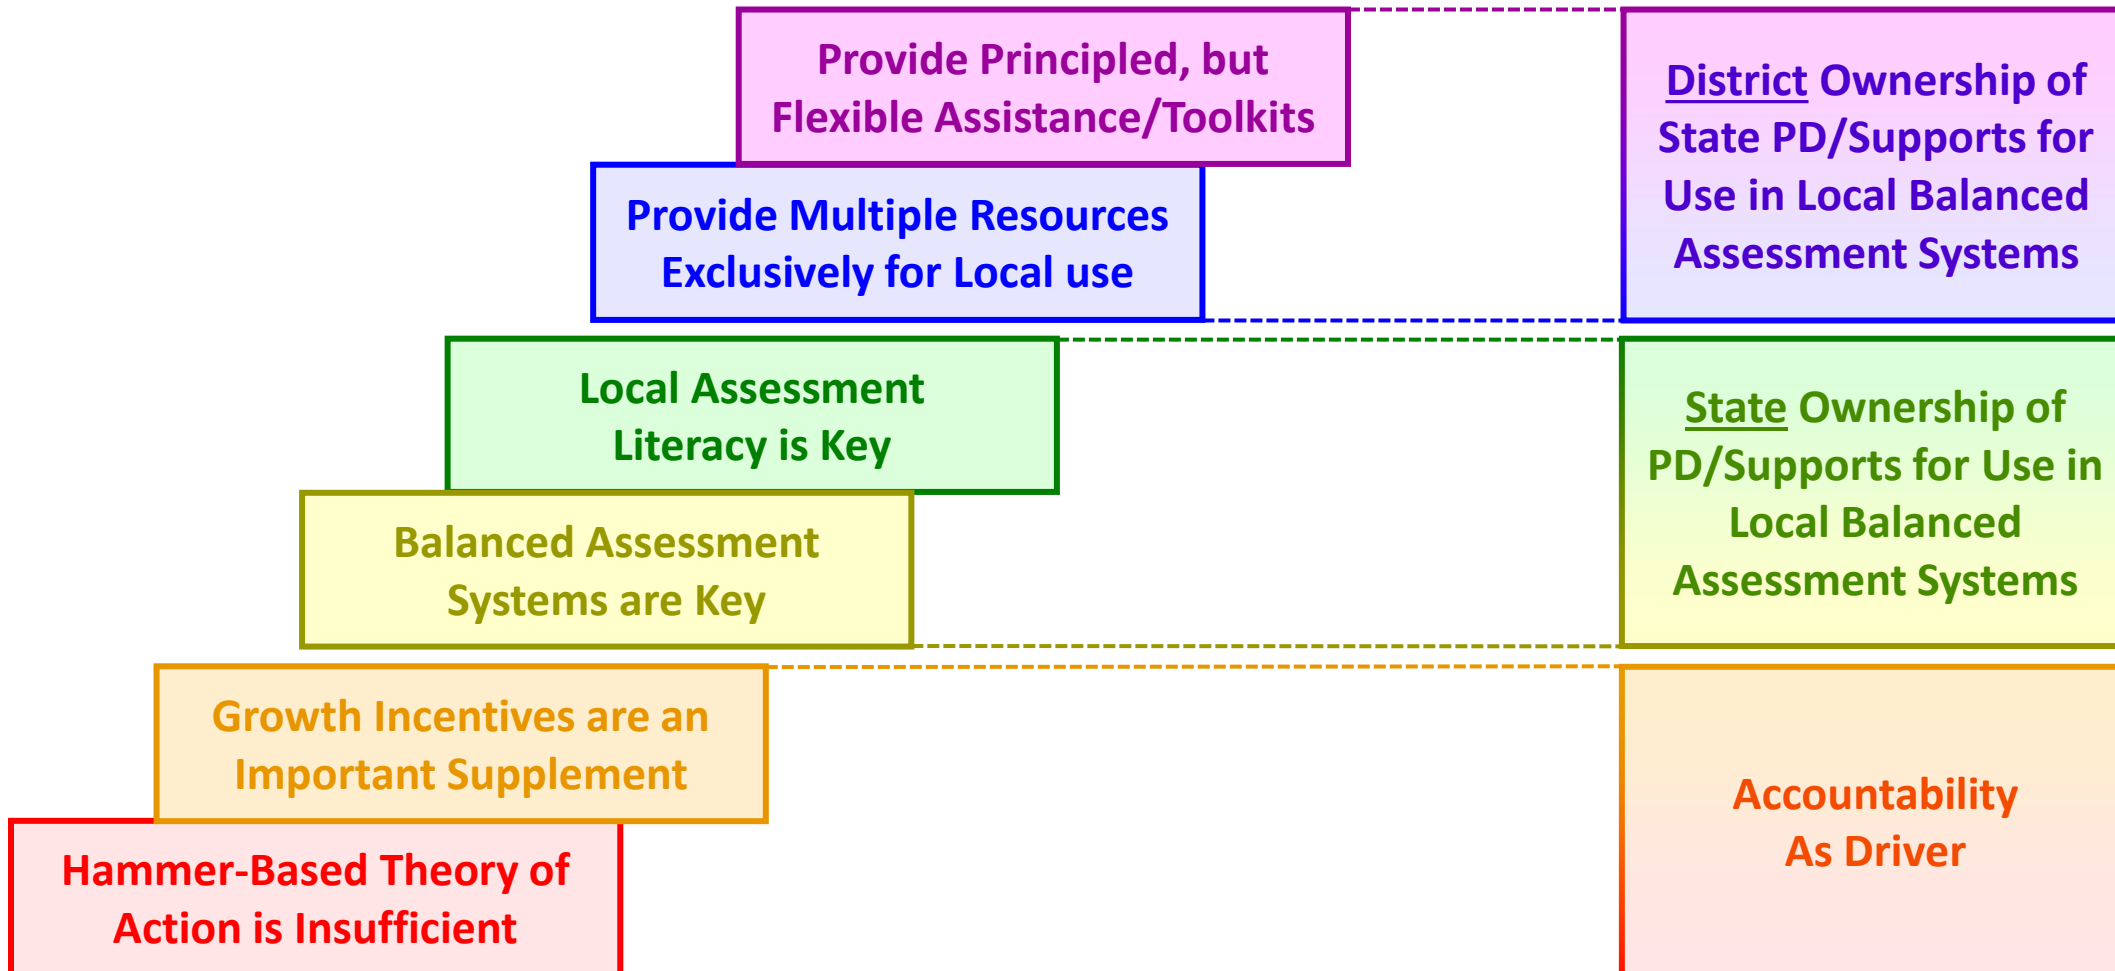 Provide Principled, but
Flexible Assistance/Toolkits
Provide Multiple Resources
Exclusively for Local use
Local Assessment
Literacy is Key
Balanced Assessment
Systems are Key
Growth Incentives are an
Important Supplement
Hammer-Based Theory of
Action is Insufficient
District Ownership of
State PD/Supports for
Use in Local Balanced
Assessment Systems
State Ownership of
PD/Supports for Use in
Local Balanced
Assessment Systems
Accountability
As Driver